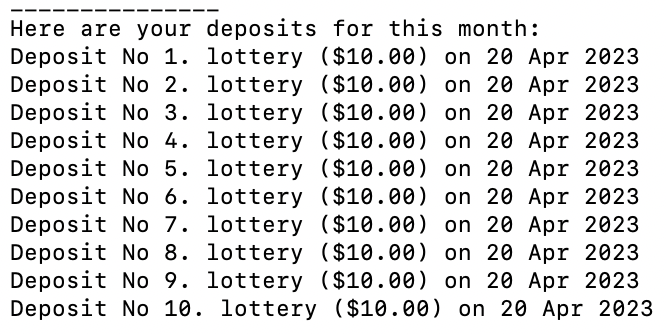 _______________
Here are your deposits for this month:
Deposit No 1. lottery ($10.00) on 20 Apr 2023
Deposit No 2. lottery ($10.00) on 20 Apr 2023
Deposit No 3. lottery ($10.00) on 20 Apr 2023
Deposit No 4. lottery ($10.00) on 20 Apr 2023
Deposit No 5. lottery ($10.00) on 20 Apr 2023
Deposit No 6. lottery ($10.00) on 20 Apr 2023
Deposit No 7. lottery ($10.00) on 20 Apr 2023
Deposit No 8. lottery ($10.00) on 20 Apr 2023
Deposit No 9. lottery ($10.00) on 20 Apr 2023
Deposit No 10. lottery ($10.00) on 20 Apr 2023